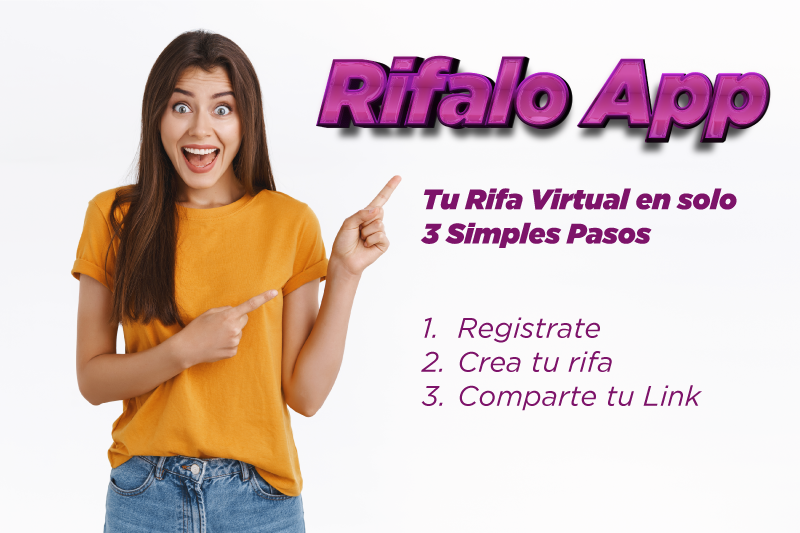 Rifalo App
Tu Rifa Virtual en solo
3 Simples Pasos
1. Registrate
2. Crea tu rifa
3. Comparte tu Link